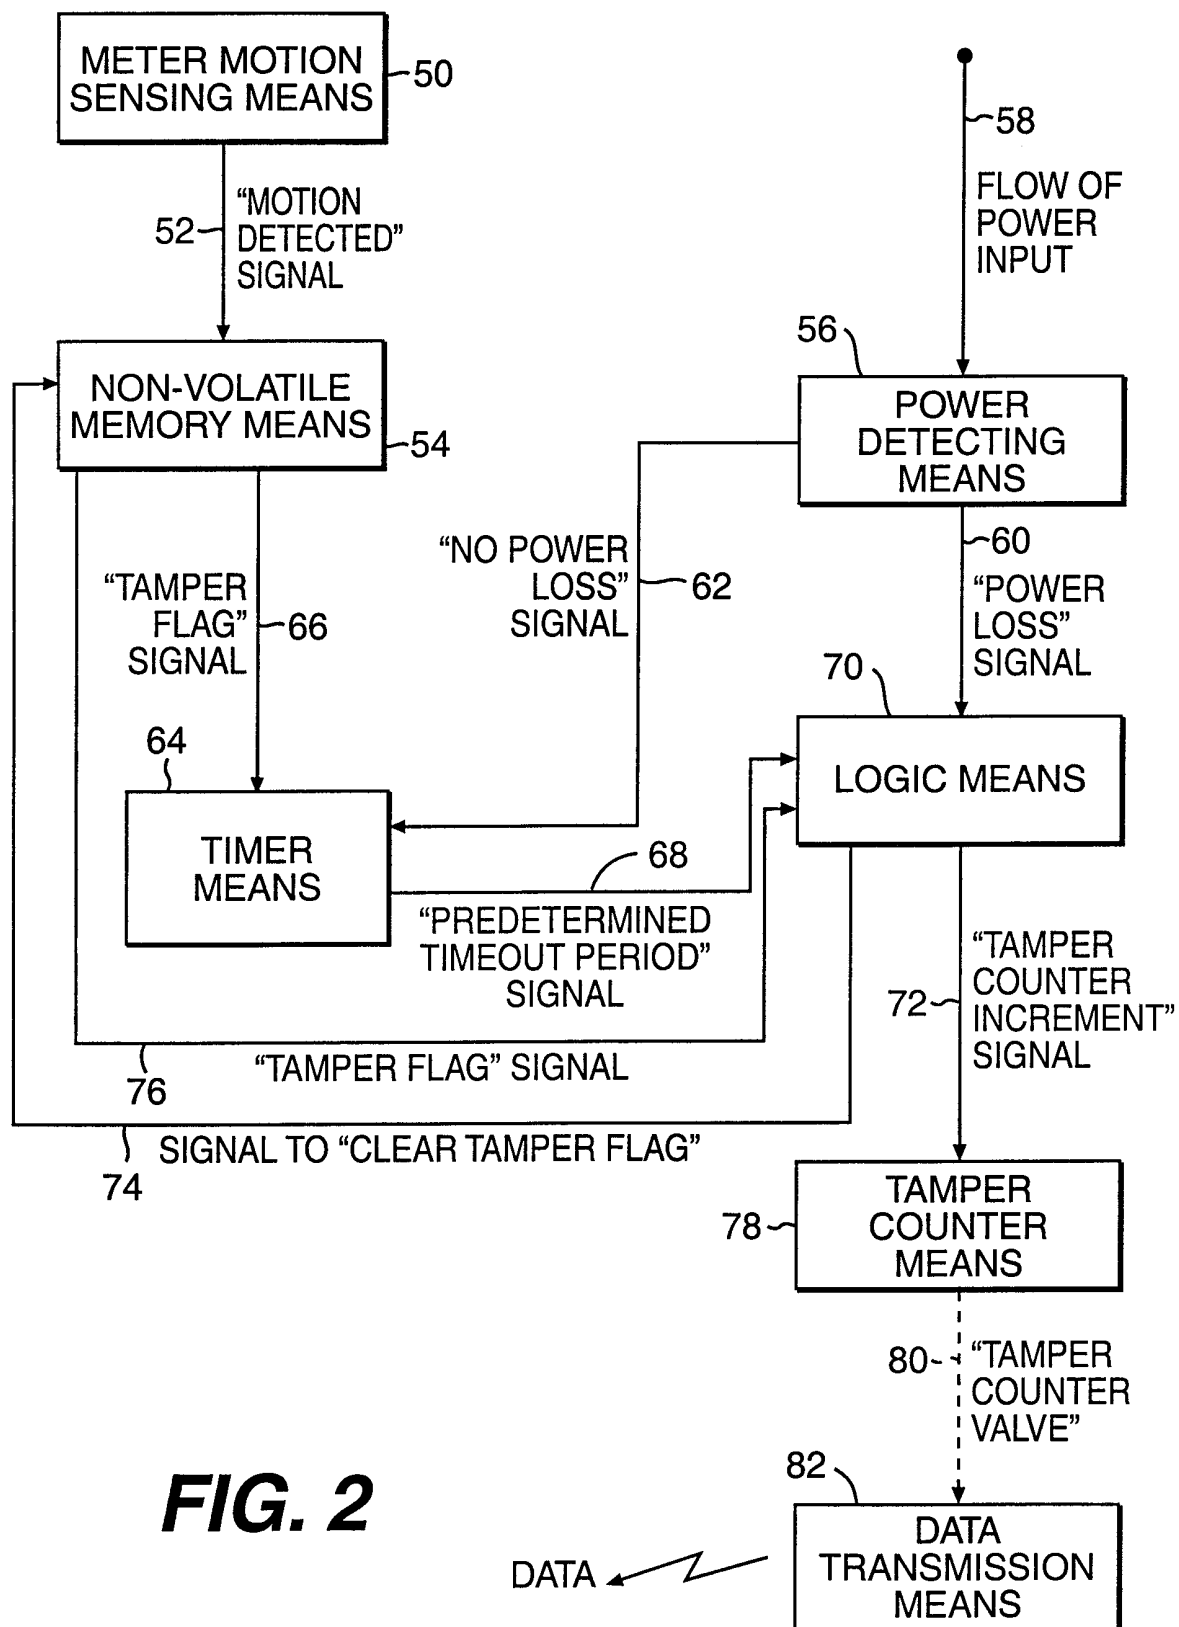 METER MOTION
SENSING MEANS
50
58
"MOTION
DETECTED"
SIGNAL
52
FLOW OF
POWER
INPUT
56
NON-VOLATILE
MEMORY MEANS
54
POWER
DETECTING
MEANS
60
"NO POWER
LOSS"
SIGNAL
62
"TAMPER
FLAG"
SIGNAL
66
"POWER
LOSS"
SIGNAL
70
64
LOGIC MEANS
TIMER
MEANS
68
"PREDETERMINED
TIMEOUT PERIOD"
SIGNAL
"TAMPER
COUNTER
INCREMENT"
SIGNAL
72
76
"TAMPER FLAG" SIGNAL
SIGNAL TO "CLEAR TAMPER FLAG"
74
TAMPER
COUNTER
MEANS
78
80
"TAMPER
COUNTER
VALVE"
82
FIG. 2
DATA
TRANSMISSION
MEANS
DATA